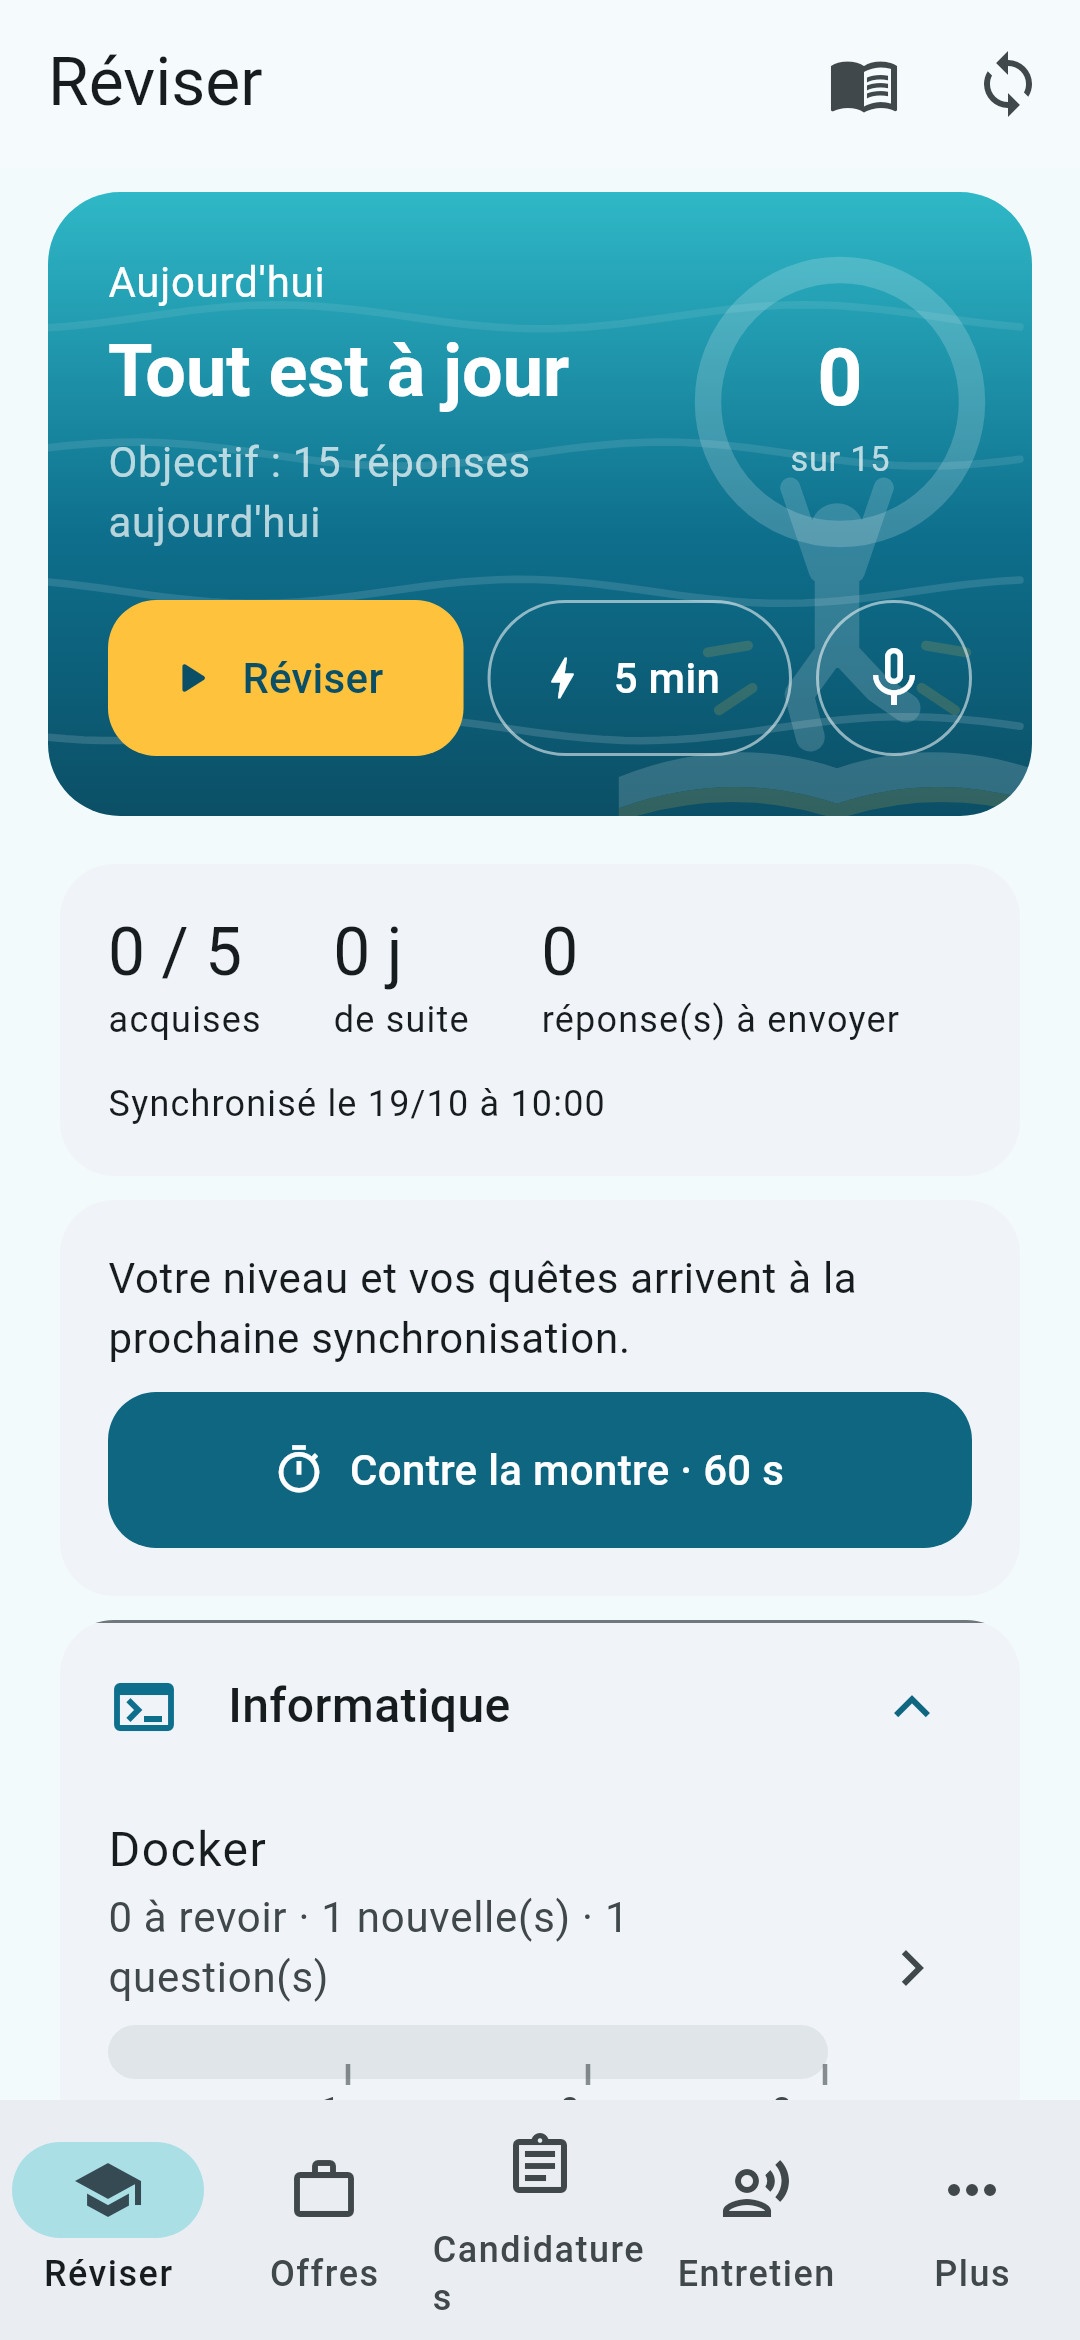 Réviser
Aujourd'hui
Tout est à jour
Objectif : 15 réponses
aujourd'hui
0
sur 15
Réviser
5 min
0 / 5
acquises
0 j
de suite
0
réponse(s) à envoyer
Synchronisé le 19/10 à 10:00
Votre niveau et vos quêtes arrivent à la
prochaine synchronisation.
Contre la montre · 60 s
Informatique
Docker
0 à revoir · 1 nouvelle(s) · 1
question(s)
Réviser
Offres
Candidature
s
Entretien
Plus